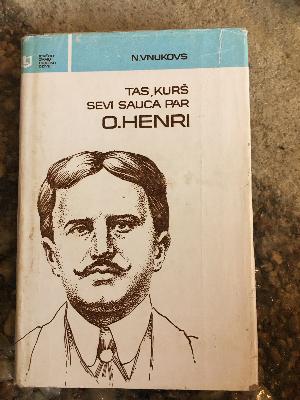 N.VNUKOVS
TAS, KURŠ
SEVI SAUCA PAR
O.HENRI